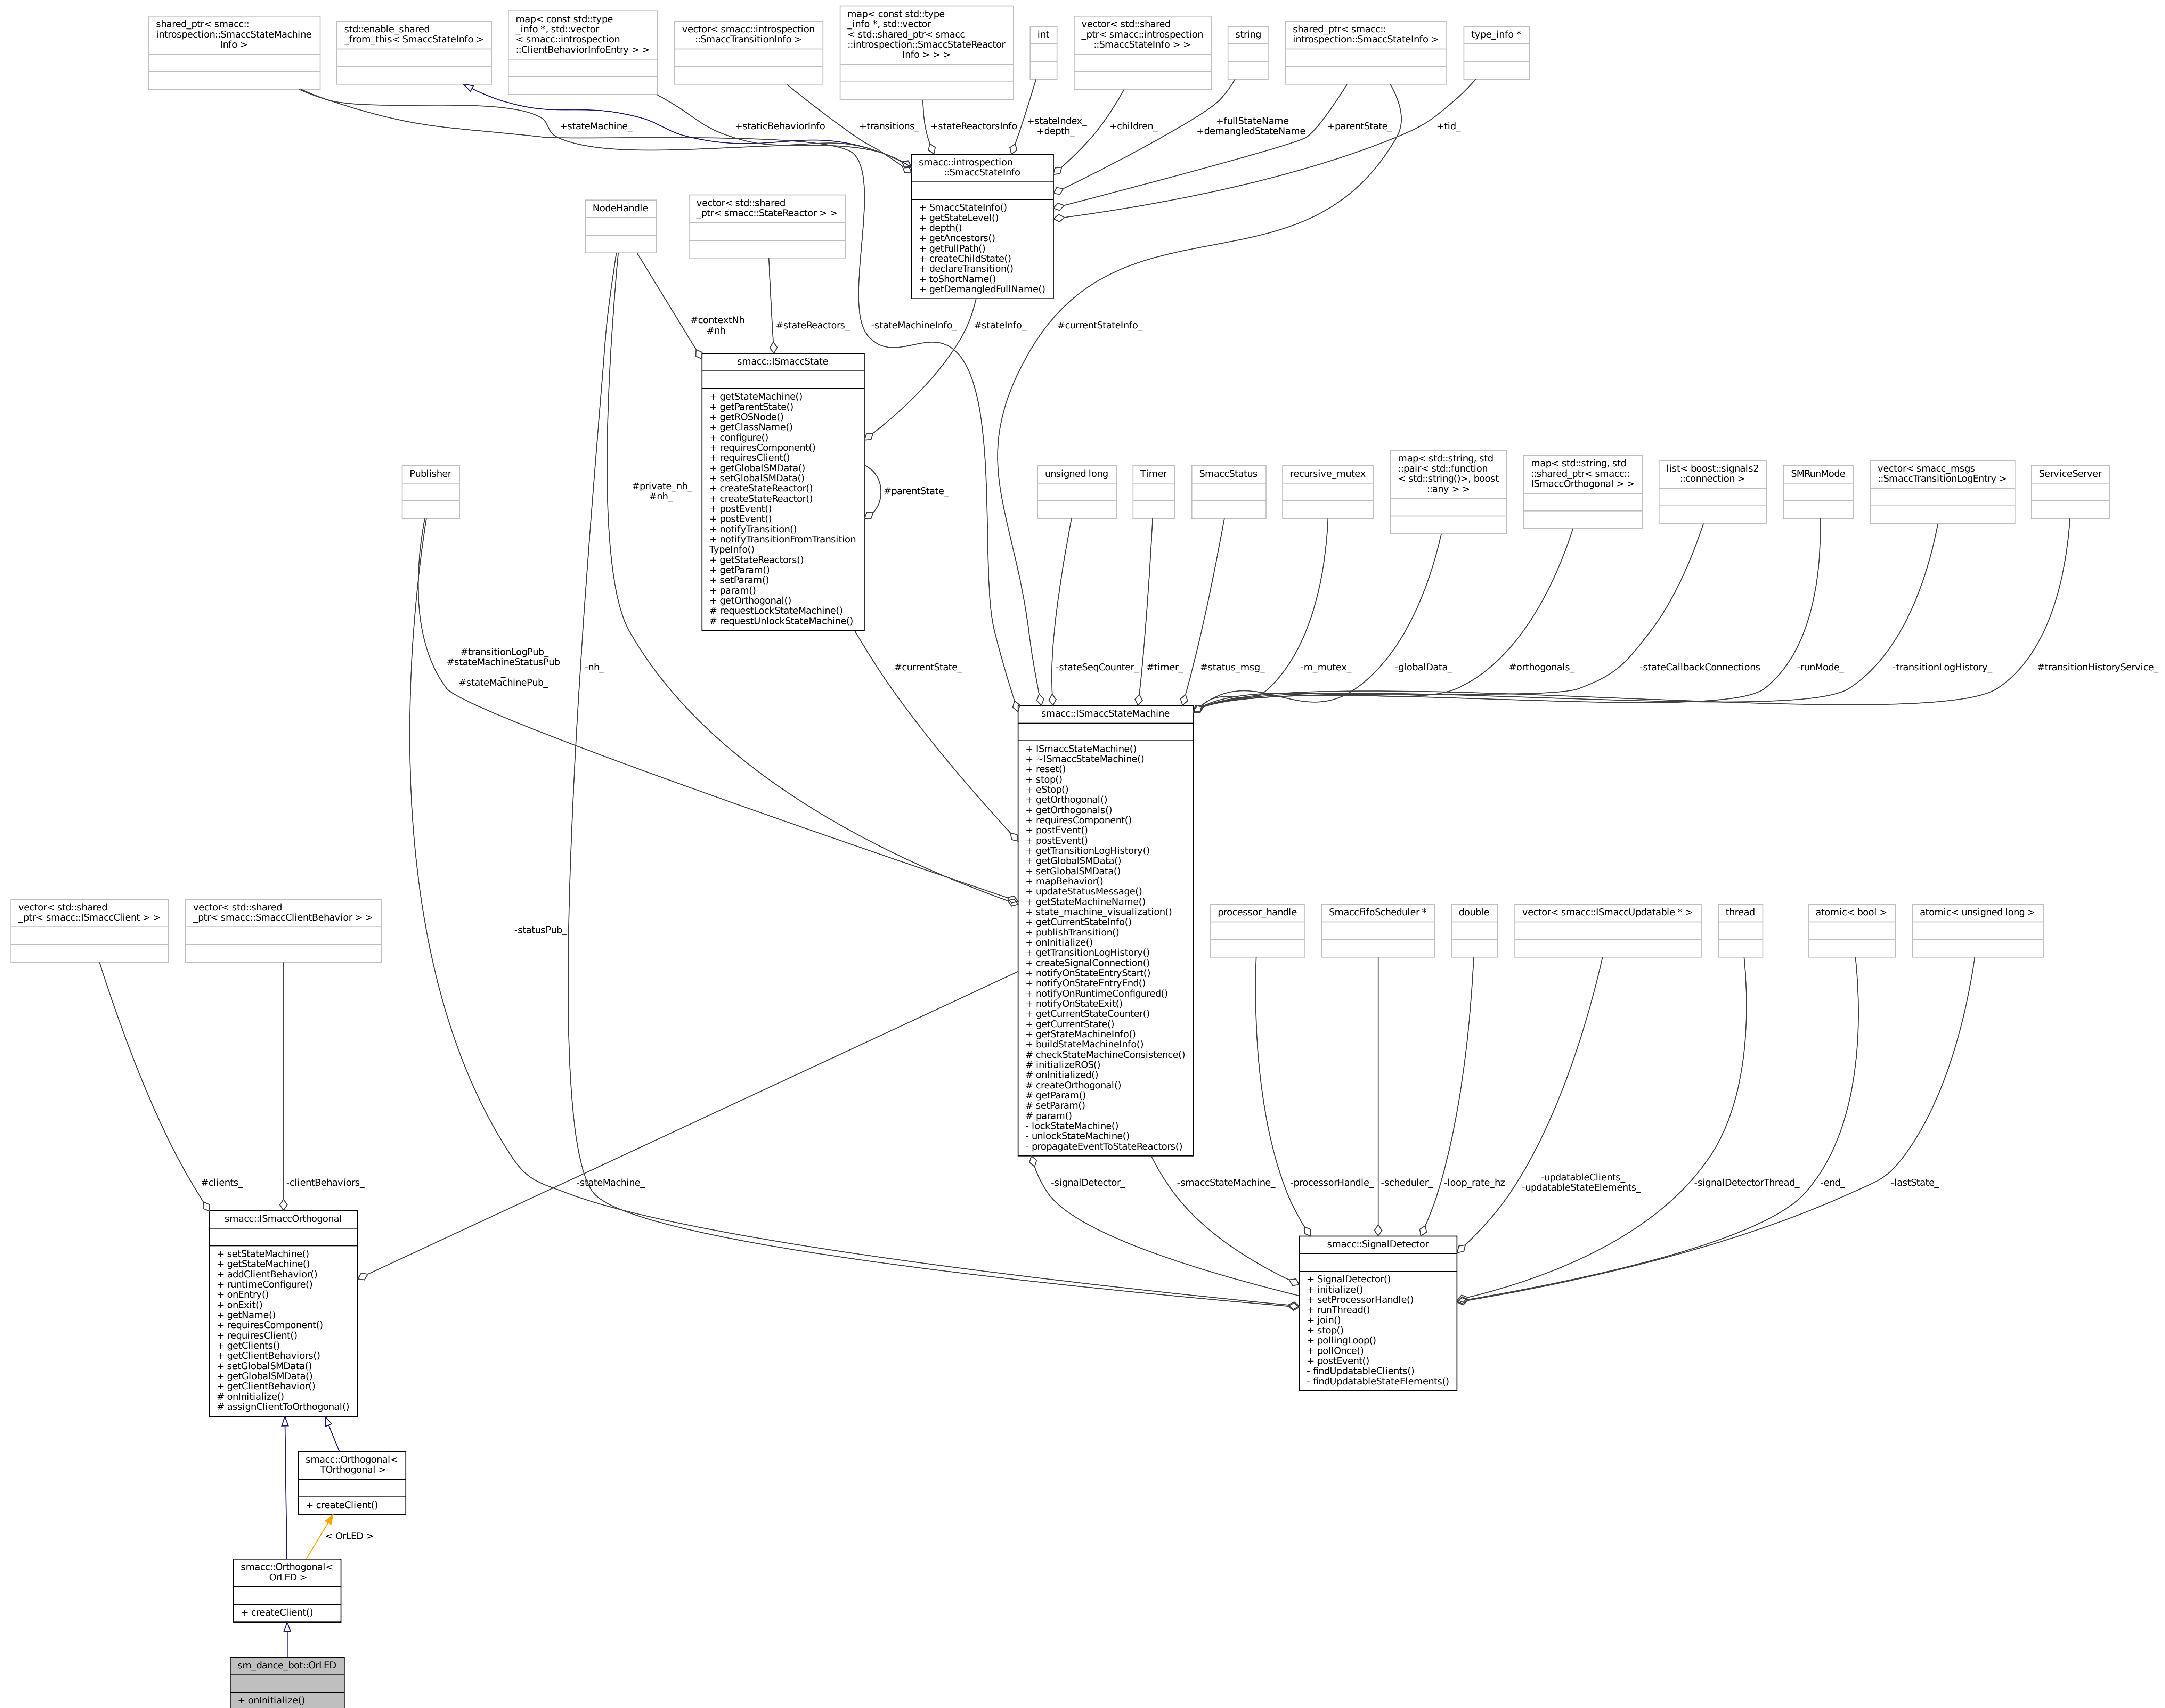 shared_ptr< smacc::
introspection::SmaccStateMachine
Info >
std::enable_shared
_from_this< SmaccStateInfo >
map< const std::type
_info *, std::vector
< smacc::introspection
::ClientBehaviorInfoEntry > >
vector< smacc::introspection
::SmaccTransitionInfo >
map< const std::type
_info *, std::vector
< std::shared_ptr< smacc
::introspection::SmaccStateReactor
Info > > >
int
vector< std::shared
_ptr< smacc::introspection
::SmaccStateInfo > >
string
shared_ptr< smacc::
introspection::SmaccStateInfo >
type_info *
+stateMachine_
+staticBehaviorInfo
+transitions_
+stateReactorsInfo
+stateIndex_
+depth_
+children_
+fullStateName
+demangledStateName
+parentState_
+tid_
smacc::introspection
::SmaccStateInfo
+ SmaccStateInfo()
+ getStateLevel()
+ depth()
+ getAncestors()
+ getFullPath()
+ createChildState()
+ declareTransition()
+ toShortName()
+ getDemangledFullName()
NodeHandle
vector< std::shared
_ptr< smacc::StateReactor > >
#contextNh
#nh
#stateReactors_
-stateMachineInfo_
#stateInfo_
#currentStateInfo_
smacc::ISmaccState
+ getStateMachine()
+ getParentState()
+ getROSNode()
+ getClassName()
+ configure()
+ requiresComponent()
+ requiresClient()
+ getGlobalSMData()
+ setGlobalSMData()
+ createStateReactor()
+ createStateReactor()
+ postEvent()
+ postEvent()
+ notifyTransition()
+ notifyTransitionFromTransition
TypeInfo()
+ getStateReactors()
+ getParam()
+ setParam()
+ param()
+ getOrthogonal()
# requestLockStateMachine()
# requestUnlockStateMachine()
#parentState_
Publisher
#private_nh_
#nh_
unsigned long
Timer
SmaccStatus
recursive_mutex
map< std::string, std
::pair< std::function
< std::string()>, boost
::any > >
map< std::string, std
::shared_ptr< smacc::
ISmaccOrthogonal > >
list< boost::signals2
::connection >
SMRunMode
vector< smacc_msgs
::SmaccTransitionLogEntry >
ServiceServer
#transitionLogPub_
#stateMachineStatusPub
_
#stateMachinePub_
-nh_
#currentState_
-stateSeqCounter_
#timer_
#status_msg_
-m_mutex_
-globalData_
#orthogonals_
-stateCallbackConnections
-runMode_
-transitionLogHistory_
#transitionHistoryService_
smacc::ISmaccStateMachine
+ ISmaccStateMachine()
+ ~ISmaccStateMachine()
+ reset()
+ stop()
+ eStop()
+ getOrthogonal()
+ getOrthogonals()
+ requiresComponent()
+ postEvent()
+ postEvent()
+ getTransitionLogHistory()
+ getGlobalSMData()
+ setGlobalSMData()
+ mapBehavior()
+ updateStatusMessage()
+ getStateMachineName()
+ state_machine_visualization()
+ getCurrentStateInfo()
+ publishTransition()
+ onInitialize()
+ getTransitionLogHistory()
+ createSignalConnection()
+ notifyOnStateEntryStart()
+ notifyOnStateEntryEnd()
+ notifyOnRuntimeConfigured()
+ notifyOnStateExit()
+ getCurrentStateCounter()
+ getCurrentState()
+ getStateMachineInfo()
+ buildStateMachineInfo()
# checkStateMachineConsistence()
# initializeROS()
# onInitialized()
# createOrthogonal()
# getParam()
# setParam()
# param()
- lockStateMachine()
- unlockStateMachine()
- propagateEventToStateReactors()
vector< std::shared
_ptr< smacc::ISmaccClient > >
vector< std::shared
_ptr< smacc::SmaccClientBehavior > >
-statusPub_
processor_handle
SmaccFifoScheduler *
double
vector< smacc::ISmaccUpdatable * >
thread
atomic< bool >
atomic< unsigned long >
#clients_
-clientBehaviors_
-stateMachine_
-signalDetector_
-smaccStateMachine_
-processorHandle_
-scheduler_
-loop_rate_hz
-updatableClients_
-updatableStateElements_
-signalDetectorThread_
-end_
-lastState_
smacc::ISmaccOrthogonal
+ setStateMachine()
+ getStateMachine()
+ addClientBehavior()
+ runtimeConfigure()
+ onEntry()
+ onExit()
+ getName()
+ requiresComponent()
+ requiresClient()
+ getClients()
+ getClientBehaviors()
+ setGlobalSMData()
+ getGlobalSMData()
+ getClientBehavior()
# onInitialize()
# assignClientToOrthogonal()
smacc::SignalDetector
+ SignalDetector()
+ initialize()
+ setProcessorHandle()
+ runThread()
+ join()
+ stop()
+ pollingLoop()
+ pollOnce()
+ postEvent()
- findUpdatableClients()
- findUpdatableStateElements()
smacc::Orthogonal<
TOrthogonal >
+ createClient()
< OrLED >
smacc::Orthogonal<
OrLED >
+ createClient()
sm_dance_bot::OrLED
+ onInitialize()